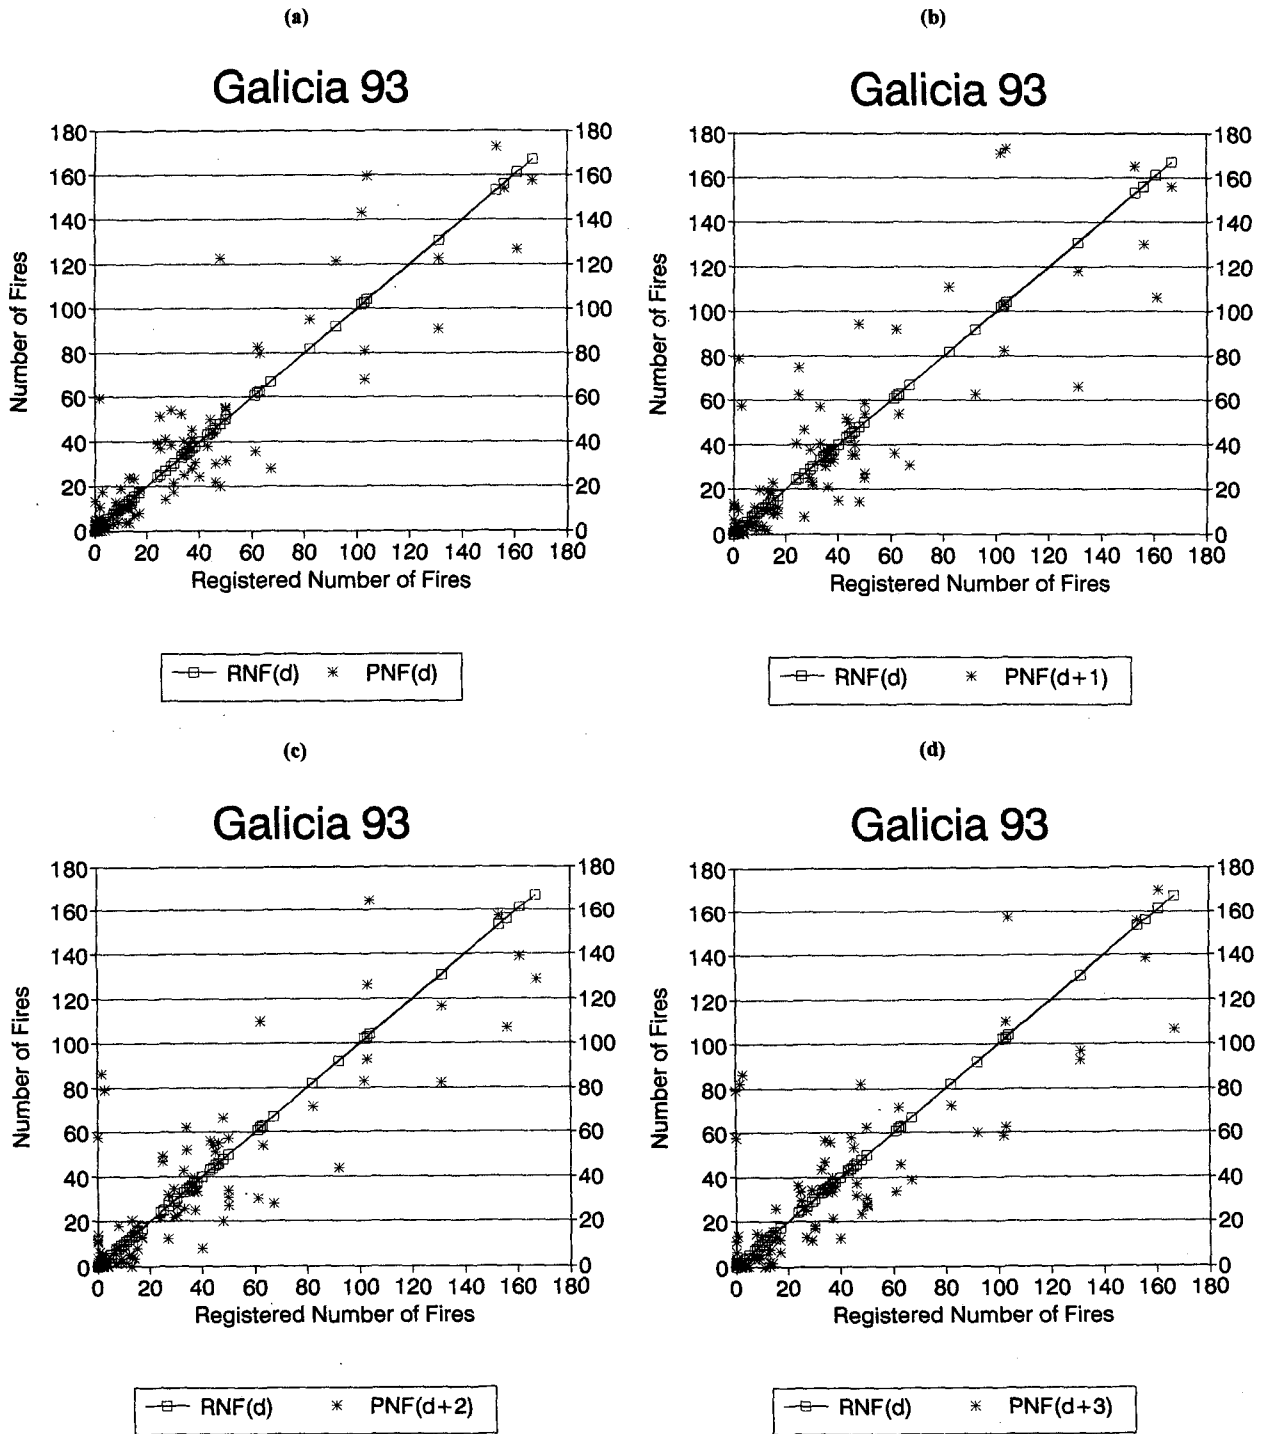 (a)
Galicia 93
180 180
160 160
140 140
120 120
100 100
80 80
60 60
40 40
20 20
0 0
0 20 40 60 80 100 120 140 160 180
Number of Fires
Registered Number of Fires
RNF(d) PNF(d)
(b)
Galicia 93
180 180
160 160
140 140
120 120
100 100
80 80
60 60
40 40
20 20
0 0
0 20 40 60 80 100 120 140 160 180
Number of Fires
Registered Number of Fires
RNF(d) PNF(d+1)
(c)
Galicia 93
180 180
160 160
140 140
120 120
100 100
80 80
60 60
40 40
20 20
0 0
0 20 40 60 80 100 120 140 160 180
Number of Fires
Registered Number of Fires
RNF(d) PNF(d+2)
(d)
Galicia 93
180 180
160 160
140 140
120 120
100 100
80 80
60 60
40 40
20 20
0 0
0 20 40 60 80 100 120 140 160 180
Number of Fires
Registered Number of Fires
RNF(d) PNF(d+3)